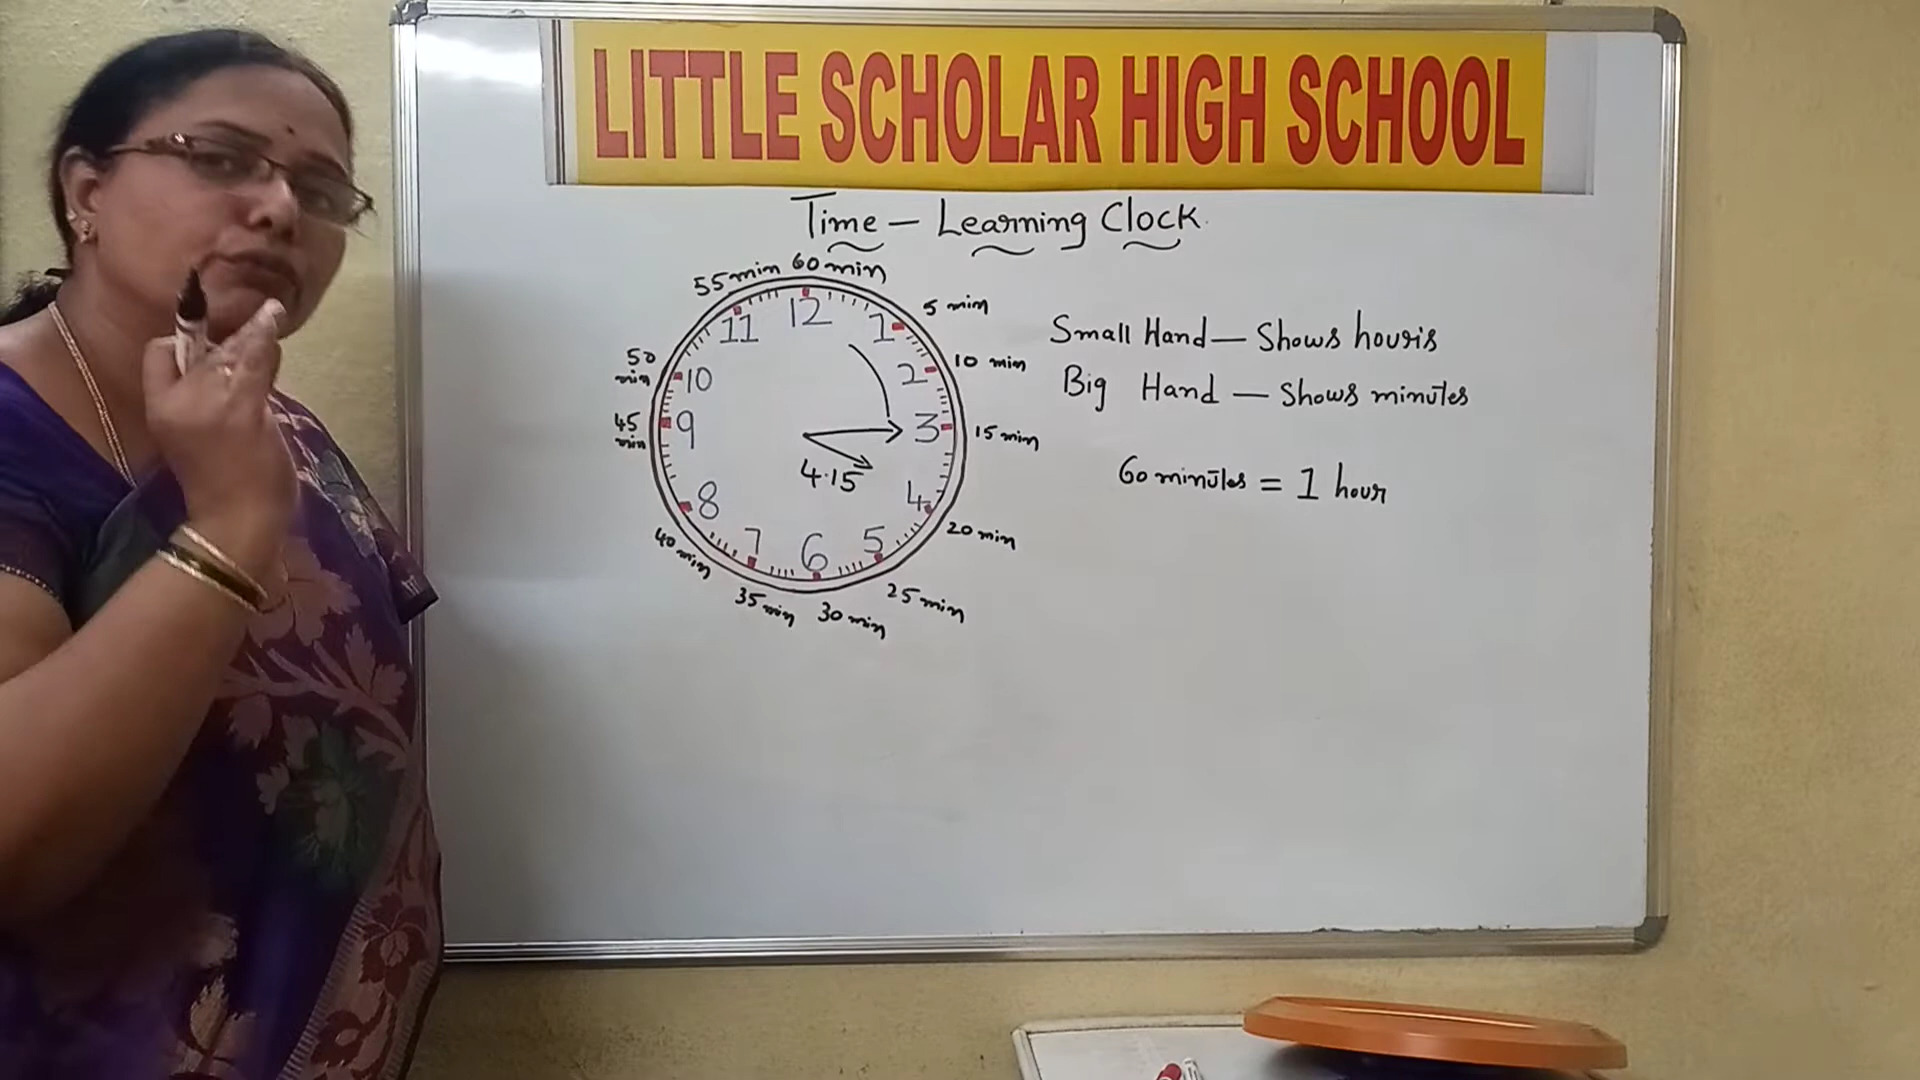 LITTLE SCHOLAR HIGH SCHOOL
Time – Learning Clock.
55 min 60 min
5 min
10 min
15 min
20 min
25 min
30 min
35 min
40 min
45 min
50 min
12
1
2
3
4
5
6
7
8
9
10
11
4.15
Small Hand – Shows hours
Big Hand – Shows minutes
60 minutes = 1 hour